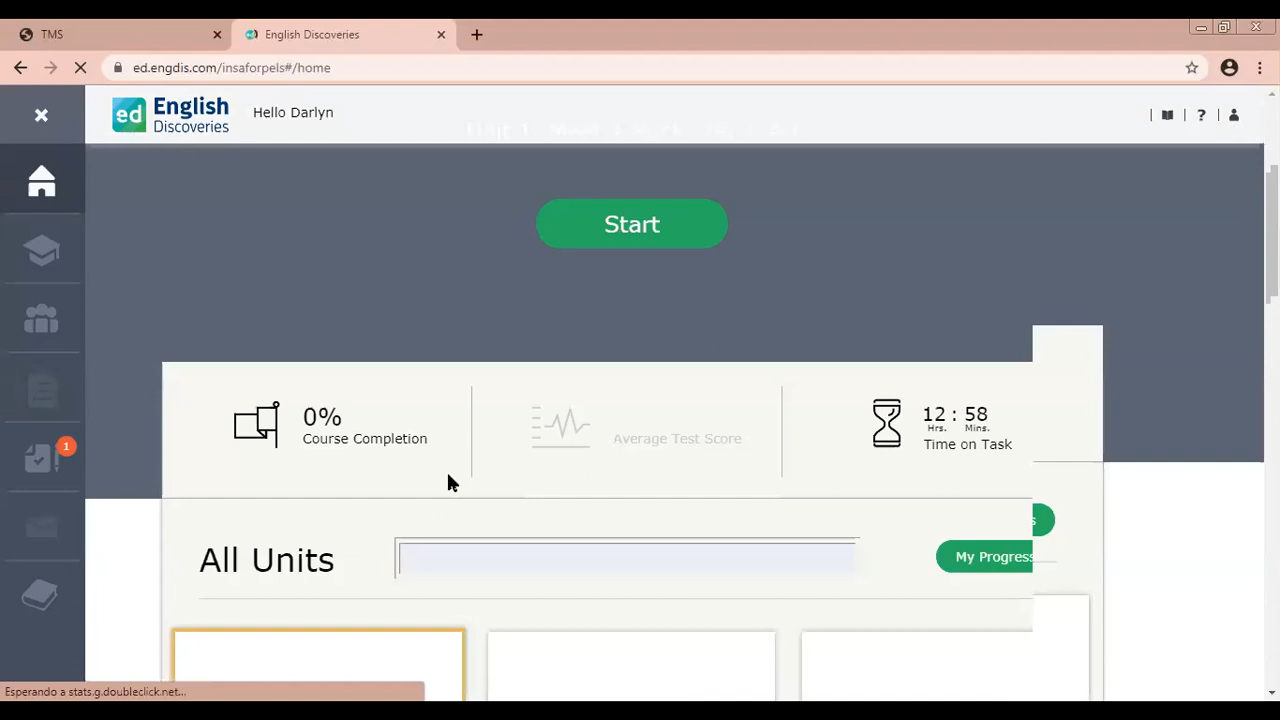 TMS
English Discoveries
ed.engdis.com/insaforpels#/home
ed English Discoveries
Hello Darlyn
Start
0%
Course Completion
Average Test Score
12 : 58
Hrs. Mins.
Time on Task
1
All Units
My Progress
Esperando a stats.g.doubleclick.net...